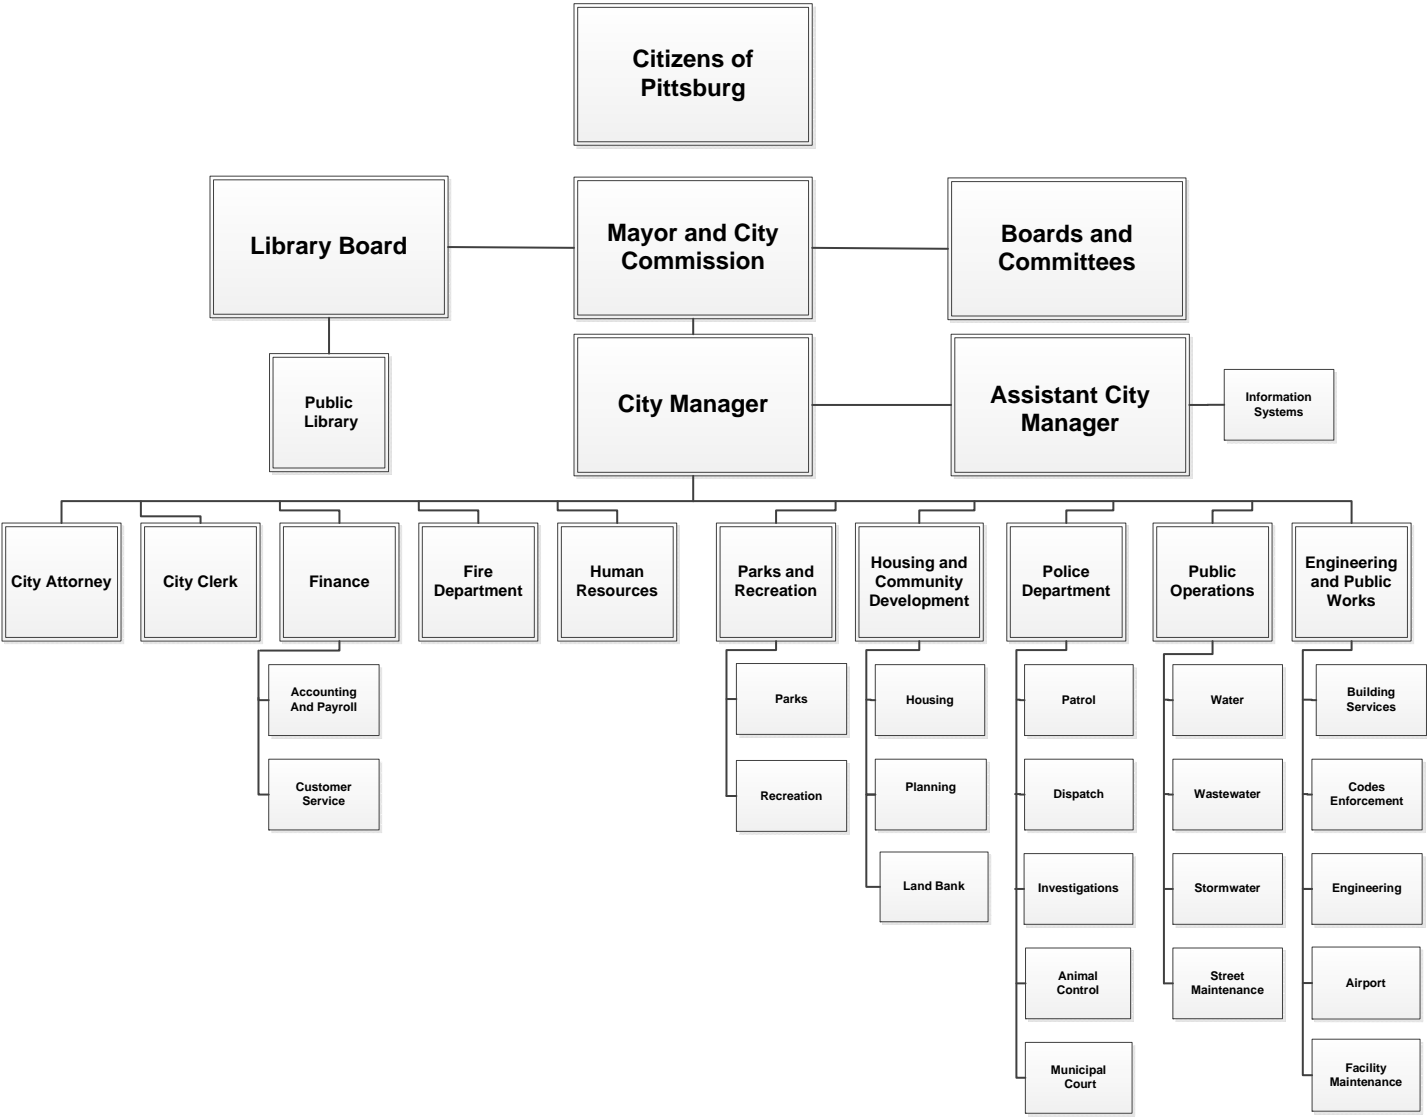 Citizens of
Pittsburg
Library Board
Mayor and City
Commission
Boards and
Committees
Public
Library
City Manager
Assistant City
Manager
Information
Systems
City Attorney
City Clerk
Finance
Fire
Department
Human
Resources
Parks and
Recreation
Housing and
Community
Development
Police
Department
Public
Operations
Engineering
and Public
Works
Accounting
And Payroll
Customer
Service
Parks
Recreation
Housing
Planning
Land Bank
Patrol
Dispatch
Investigations
Animal
Control
Municipal
Court
Water
Wastewater
Stormwater
Street
Maintenance
Building
Services
Codes
Enforcement
Engineering
Airport
Facility
Maintenance